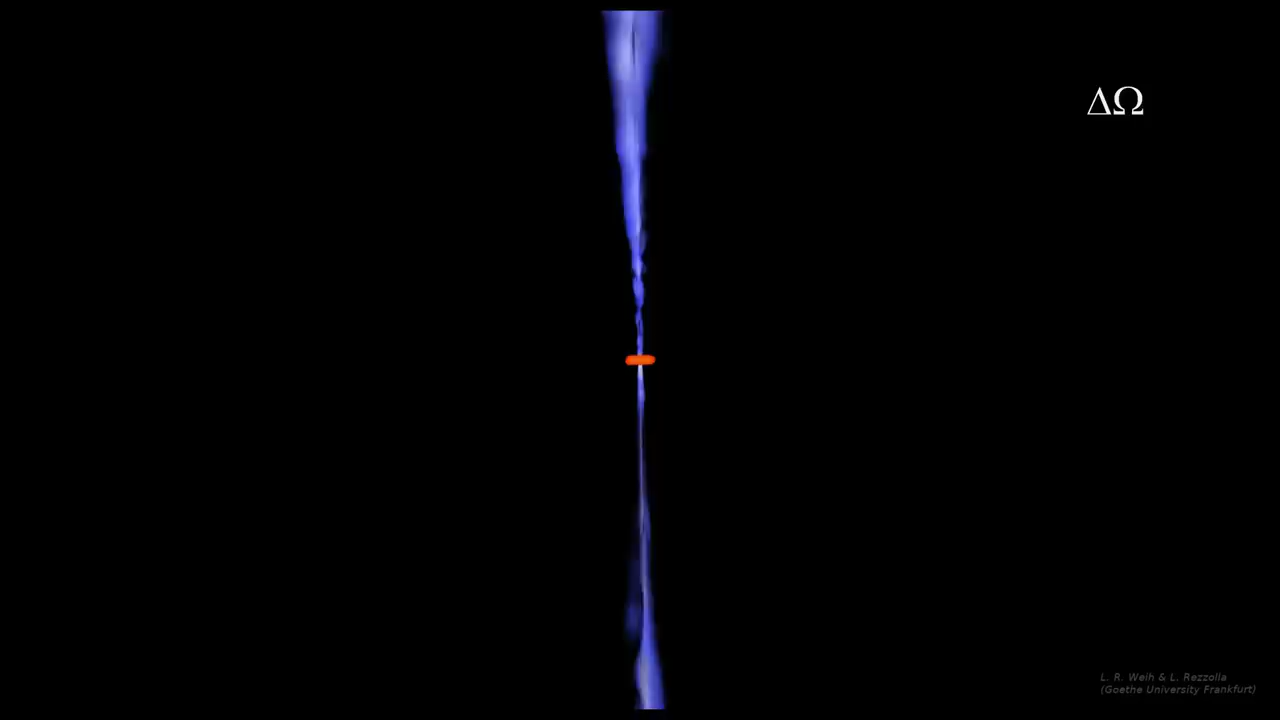 ΔΩ
L. R. Weih & L. Rezzolla
(Goethe University Frankfurt)